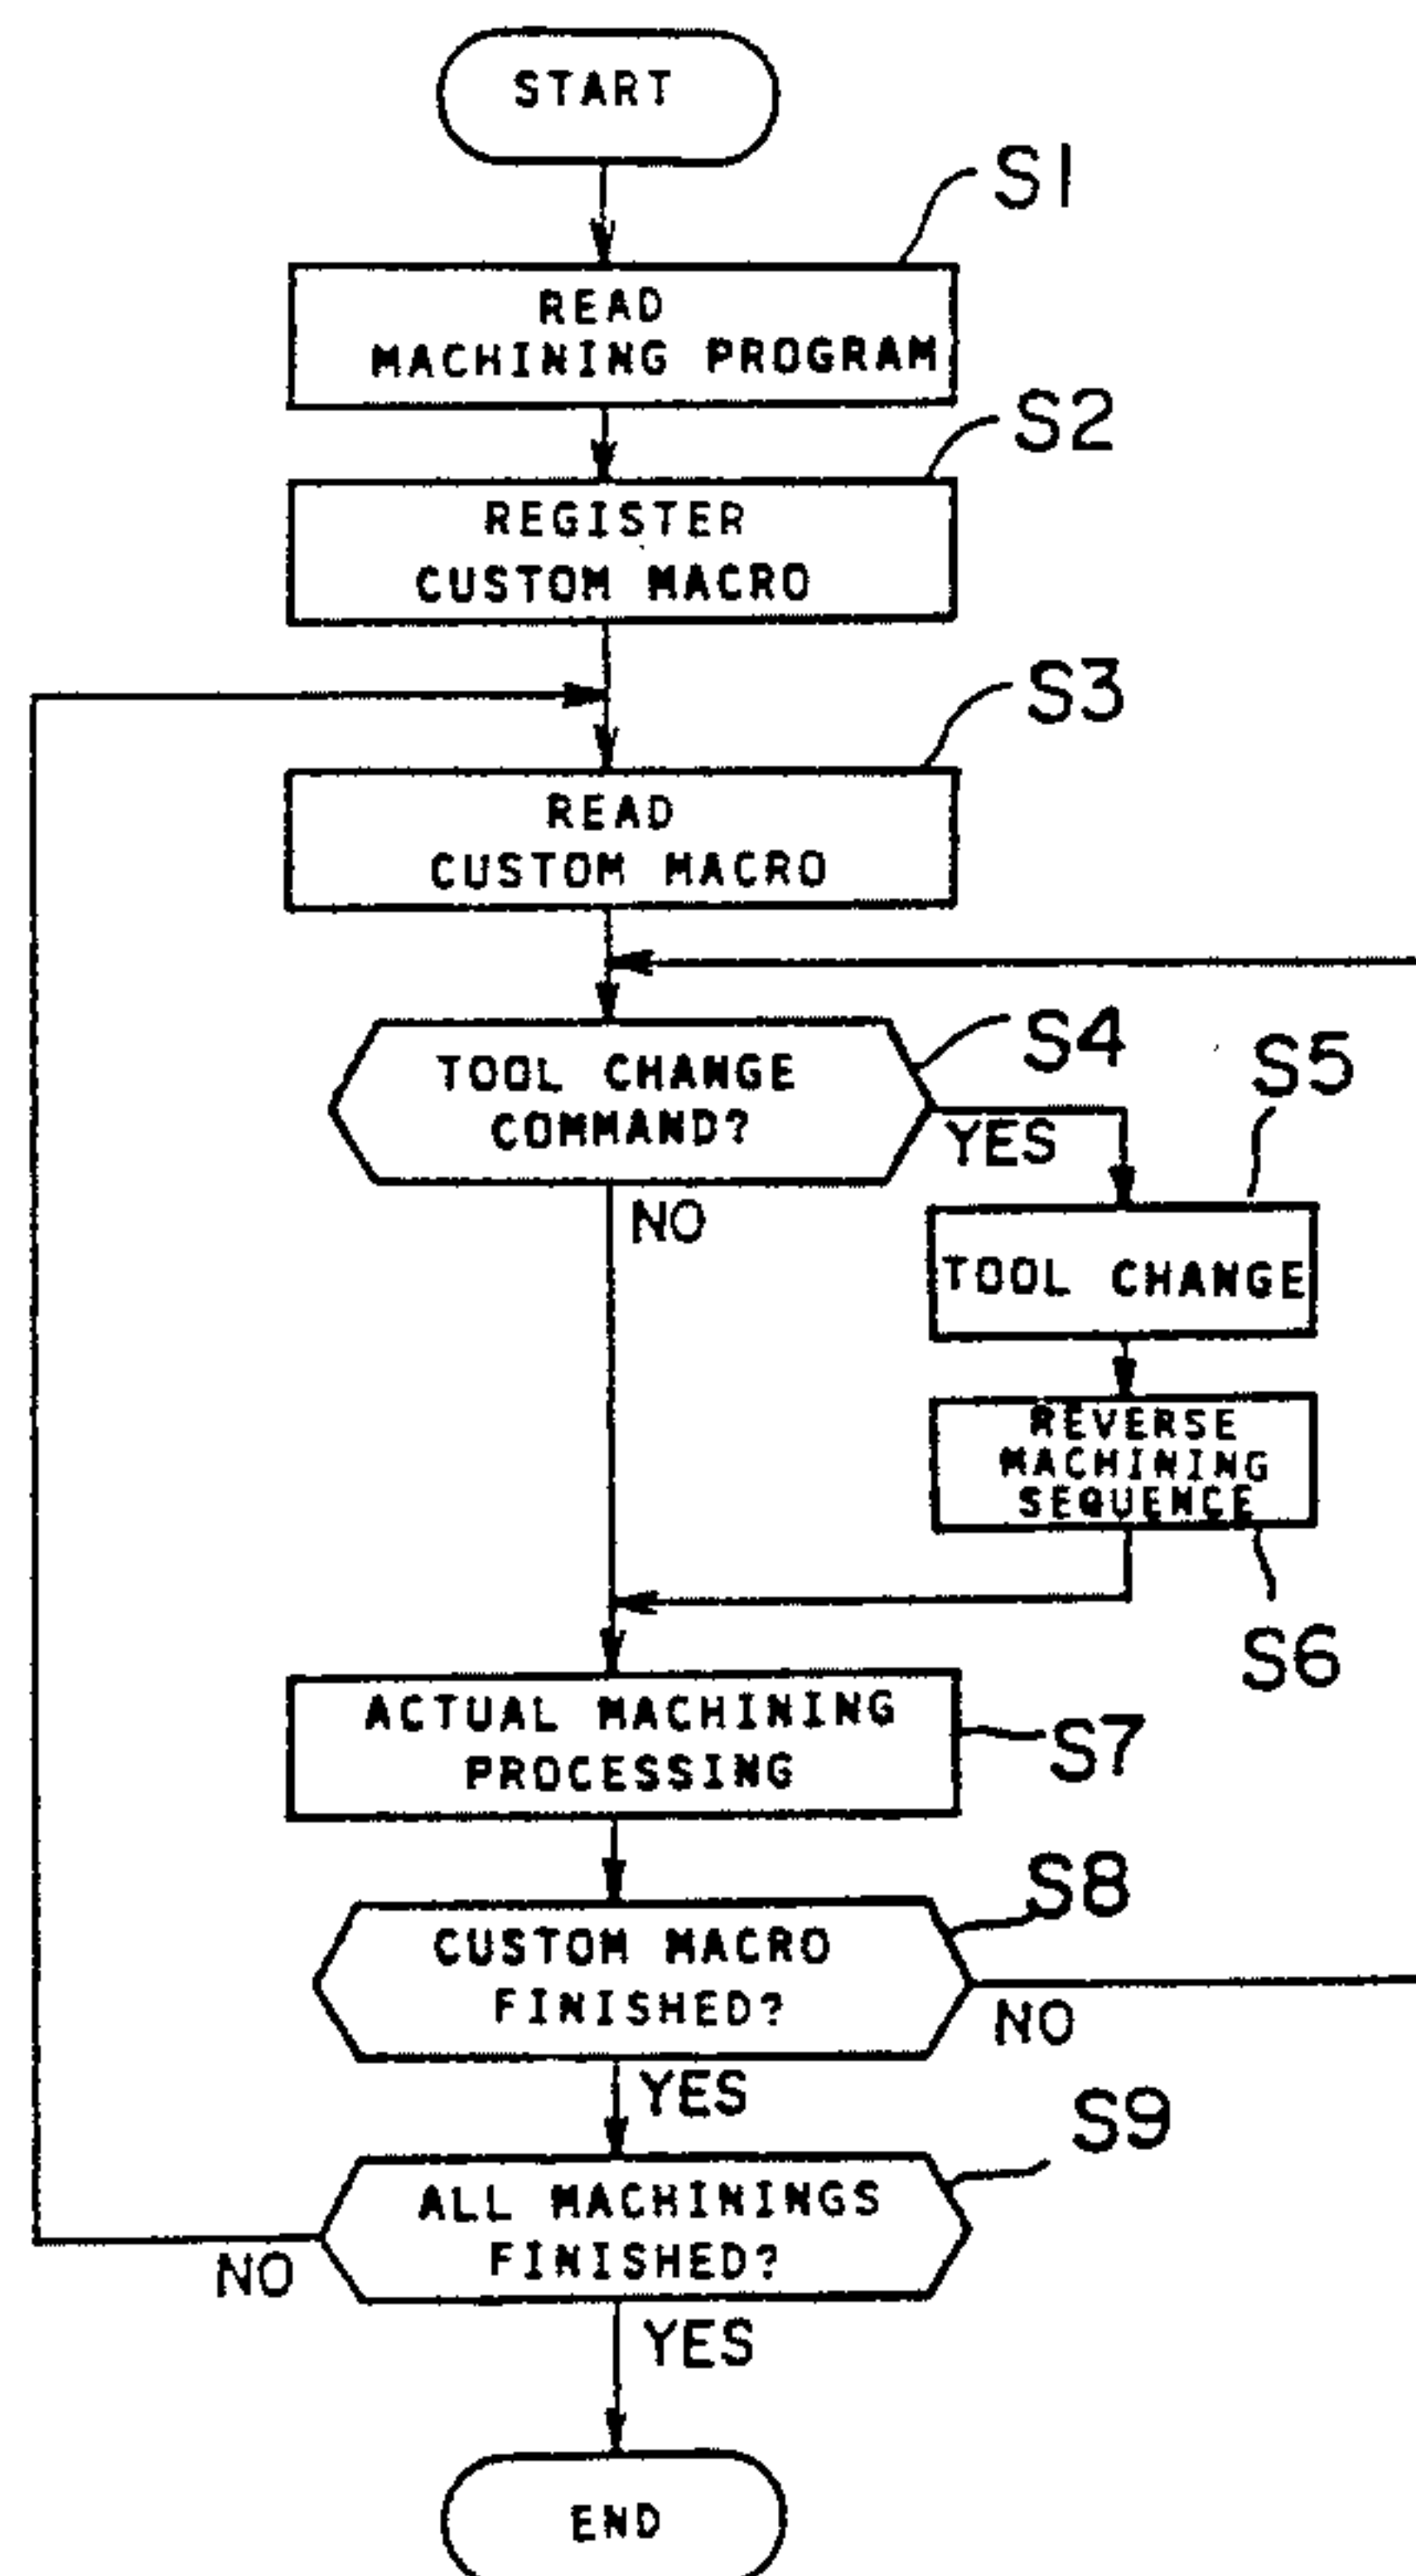 START
S1
READ
MACHINING PROGRAM
S2
REGISTER
CUSTOM MACRO
S3
READ
CUSTOM MACRO
S4
TOOL CHANGE
COMMAND?
YES
NO
S5
TOOL CHANGE
REVERSE
MACHINING
SEQUENCE
S6
ACTUAL MACHINING
PROCESSING
S7
S8
CUSTOM MACRO
FINISHED?
NO
YES
S9
ALL MACHININGS
FINISHED?
NO
YES
END